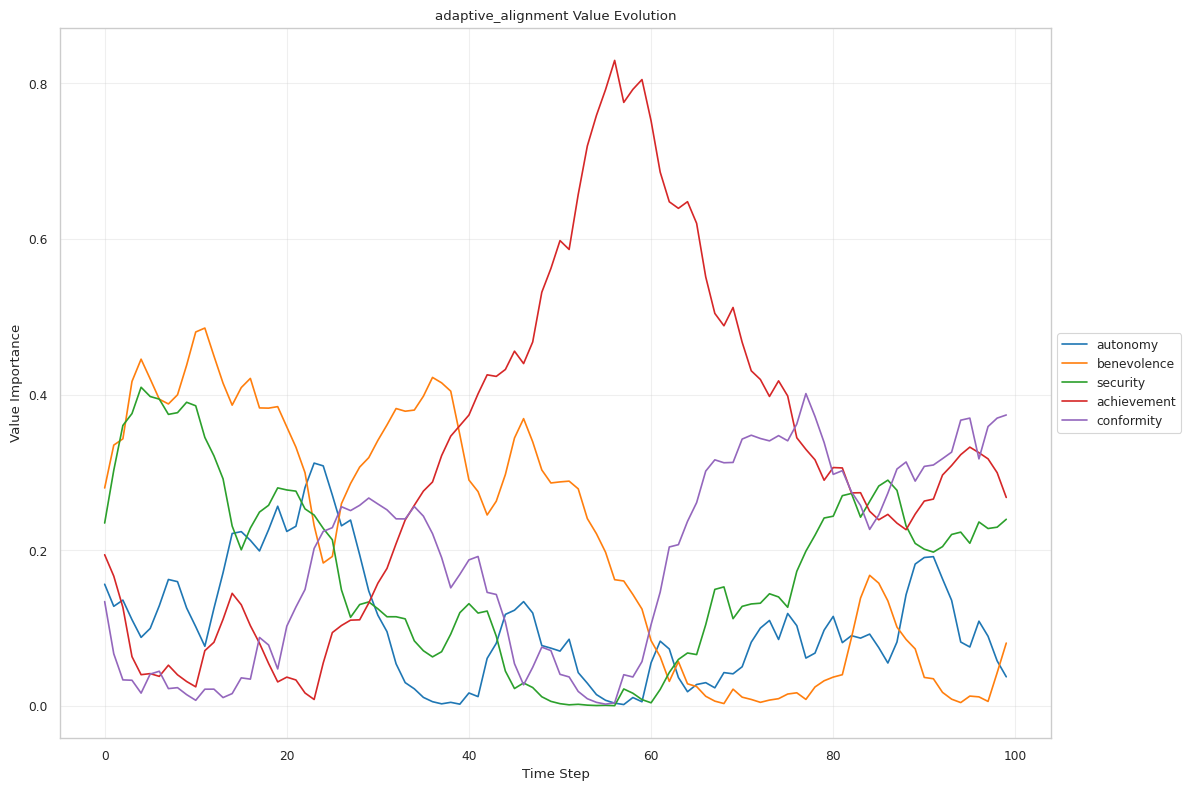 adaptive_alignment Value Evolution
Value Importance
0.8
0.6
0.4
0.2
0.0
0 20 40 60 80 100
Time Step
autonomy
benevolence
security
achievement
conformity